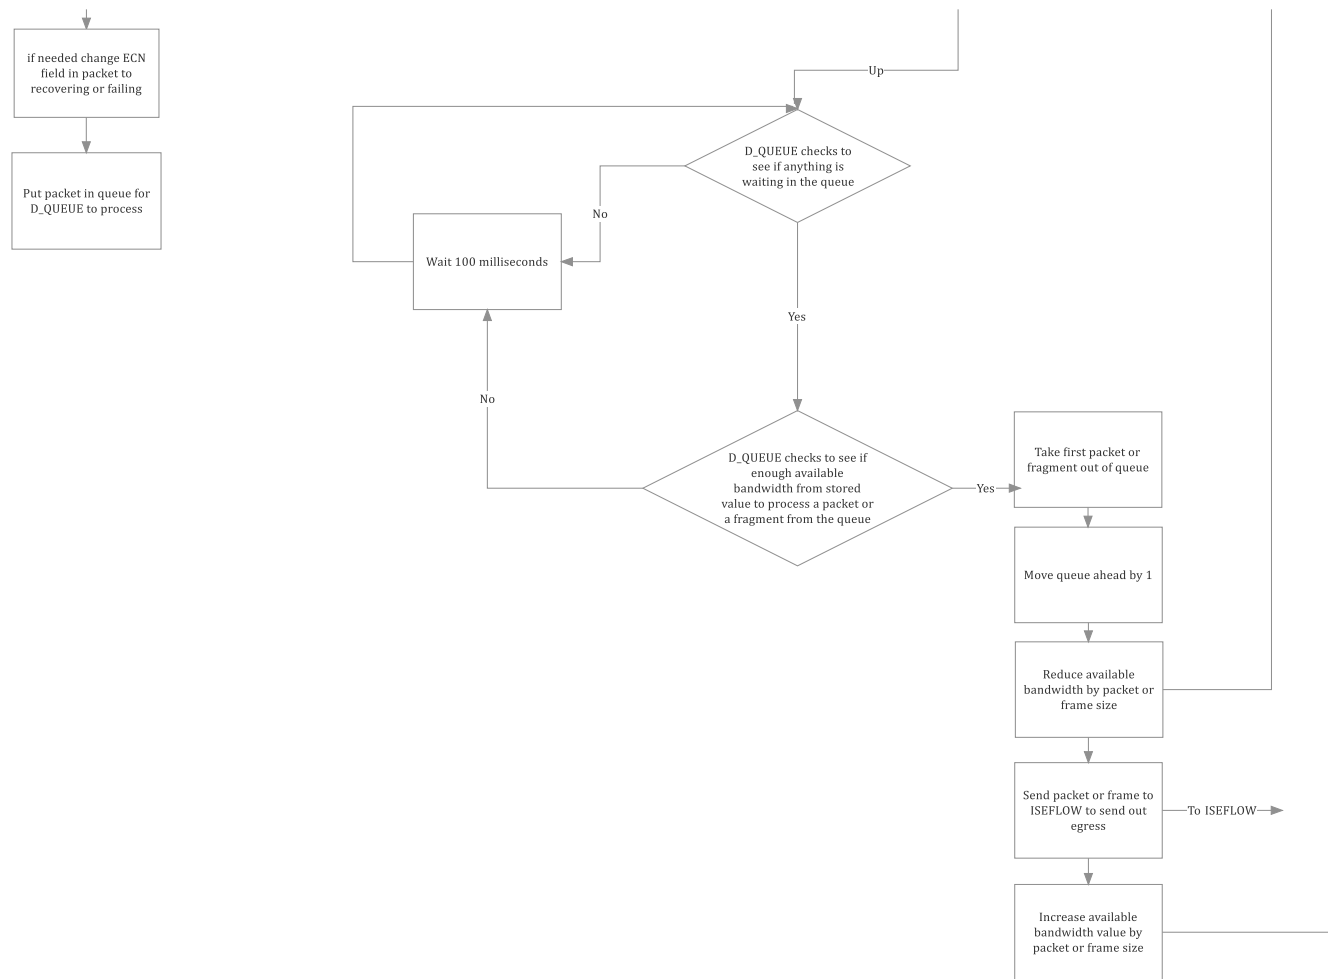 if needed change ECN
field in packet to
recovering or failing
Put packet in queue for
D_QUEUE to process
Up
D_QUEUE checks to
see if anything is
waiting in the queue
No
Wait 100 milliseconds
Yes
No
D_QUEUE checks to see if
enough available
bandwidth from stored
value to process a packet or
a fragment from the queue
Yes
Take first packet or
fragment out of queue
Move queue ahead by 1
Reduce available
bandwidth by packet or
frame size
Send packet or frame to
ISEFLOW to send out
egress
To ISEFLOW
Increase available
bandwidth value by
packet or frame size